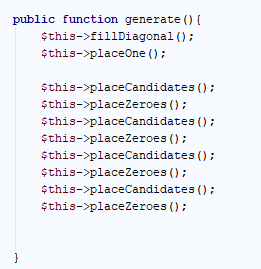 public function generate(){
$this->fillDiagonal();
$this->placeOne();
$this->placeCandidates();
$this->placeZeroes();
$this->placeCandidates();
$this->placeZeroes();
$this->placeCandidates();
$this->placeZeroes();
$this->placeCandidates();
$this->placeZeroes();
}